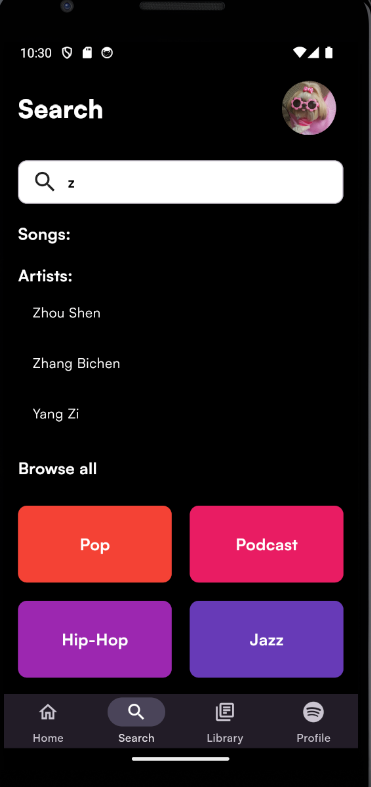 10:30
Search
z
Songs:
Artists:
Zhou Shen
Zhang Bichen
Yang Zi
Browse all
Pop
Podcast
Hip-Hop
Jazz
Home
Search
Library
Profile